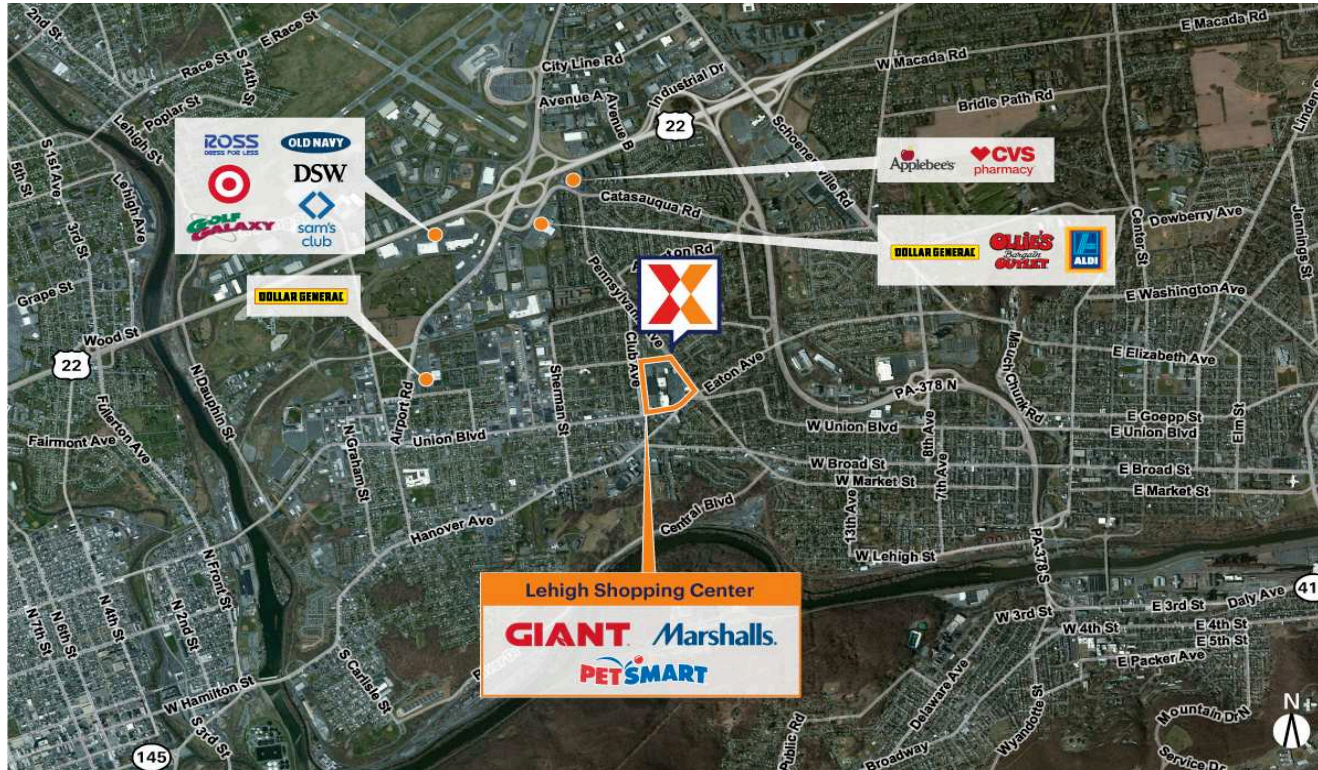 2nd St
E Race St
Race St
S 14th St
Poplar St
Lehigh St
S 1st Ave
5th St
3rd St
Lehigh Ave
Grape St
Wood St
22
City Line Rd
Avenue A
Avenue B
Industrial Dr
22
Schoenersville Rd
E Macada Rd
W Macada Rd
Bridle Path Rd
Linden
ROSS
DRESS FOR LESS
OLD NAVY
DSW
GOLF GALAXY
sam's club
Applebee's
CVS pharmacy
Catasauqua Rd
DOLLAR GENERAL
OLLIE'S
Bargain
OUTLET
ALDI
Center St
Dewberry Ave
Jennings St
DOLLAR GENERAL
E Washington Ave
E Elizabeth Ave
Club Ave
Eaton Ave
PA-378 N
Mauch Chunk Rd
E Goepp St
E Union Blvd
Elm St
W Union Blvd
8th Ave
7th Ave
Fullerton Ave
Fairmont Ave
N Dauphin St
N Graham St
Airport Rd
Union Blvd
Sherman St
W Broad St
E Broad St
W Market St
E Market St
13th Ave
Hanover Ave
Central Blvd
W Lehigh St
PA-378 S
N Front St
N 7th St
N 6th St
N 4th St
N 2nd St
Lehigh Shopping Center
GIANT
Marshalls.
PETSMART
W 3rd St
E 3rd St
Daly Ave
41
W 4th St
E 4th St
E 5th St
E Packer Ave
S Carlisle St
W Hamilton St
S 3rd St
145
Public Rd
Delaware Ave
Broadway
Wyandotte St
Mountain Dr N
Service Dr
N